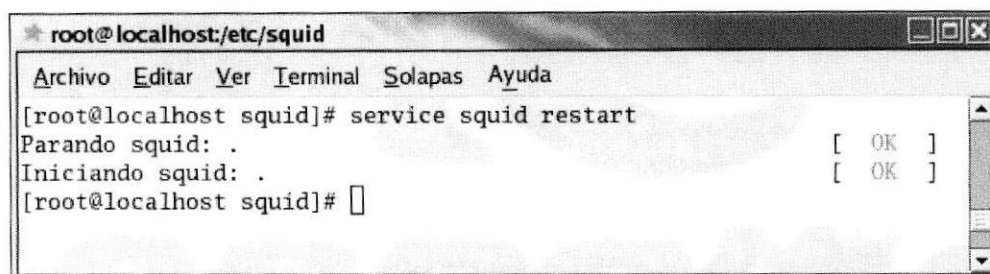 root@localhost:/etc/squid
Archivo Editar Ver Terminal Solapas Ayuda
[root@localhost squid]# service squid restart
Parando squid: . [ OK ]
Iniciando squid: . [ OK ]
[root@localhost squid]#